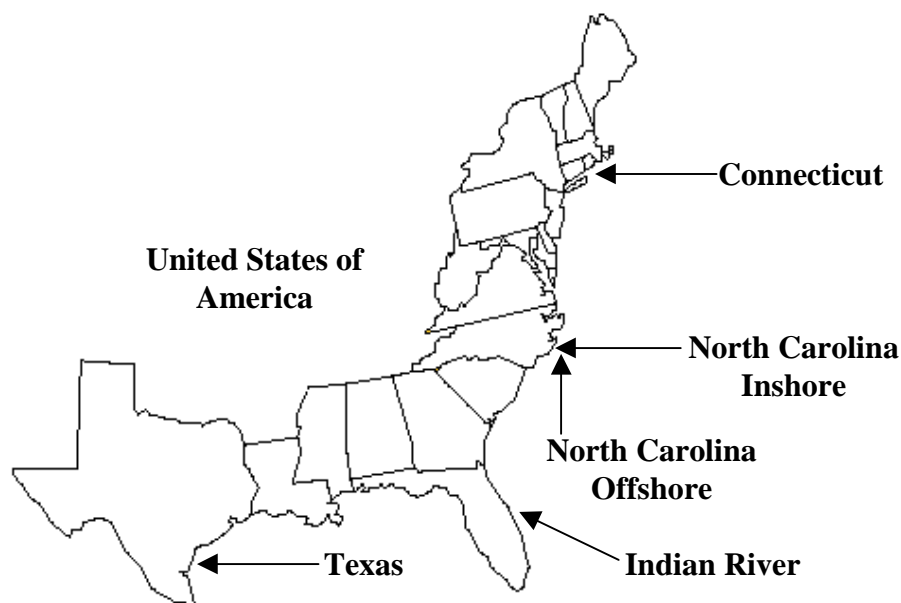 Connecticut
United States of
America
North Carolina
Inshore
North Carolina
Offshore
Texas
Indian River